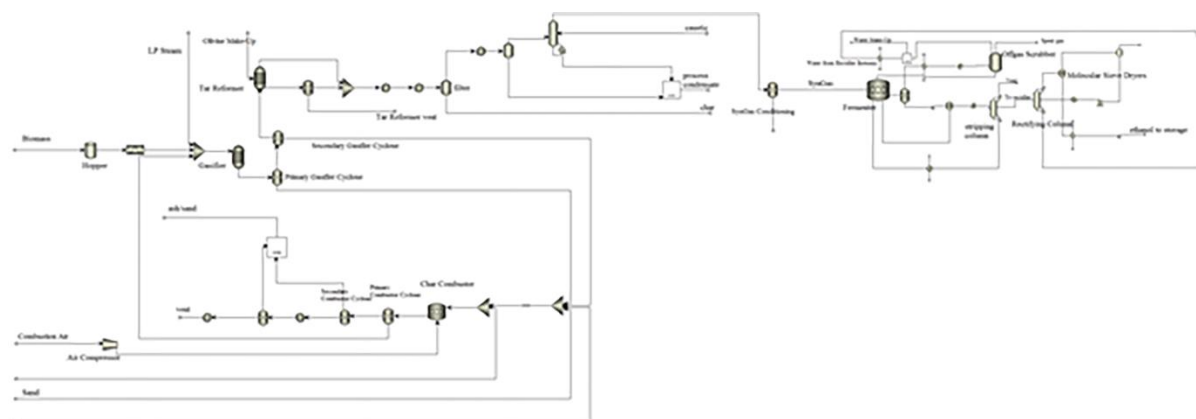 LP Steam
Olivine Make-Up
Tar Reformer
Tar Reformer vent
process
condensate
char
SynGas Conditioning
SynGas
Fermenter
Offgas Scrubber
Molecular Sieve Dryers
stripping
column
Rectifying Column
ethanol to storage
Biomass
Hopper
Gasifier
Secondary Gasifier Cyclone
Primary Gasifier Cyclone
ash/sand
Char Combustor
Secondary
Combustor Cyclone
Primary
Combustor Cyclone
vent
Combustion Air
Air Compressor
Sand